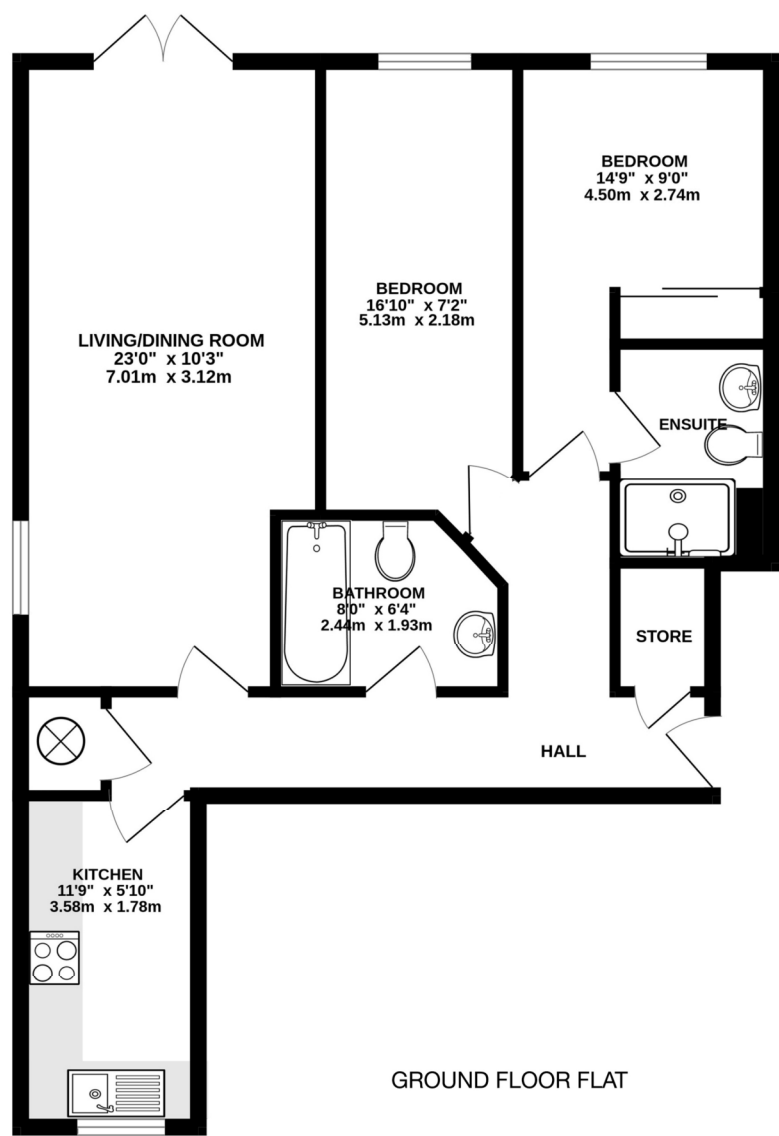 BEDROOM
14'9" x 9'0"
4.50m x 2.74m
BEDROOM
16'10" x 7'2"
5.13m x 2.18m
LIVING/DINING ROOM
23'0" x 10'3"
7.01m x 3.12m
ENSUITE
BATHROOM
8'0" x 6'4"
2.44m x 1.93m
STORE
HALL
KITCHEN
11'9" x 5'10"
3.58m x 1.78m
GROUND FLOOR FLAT